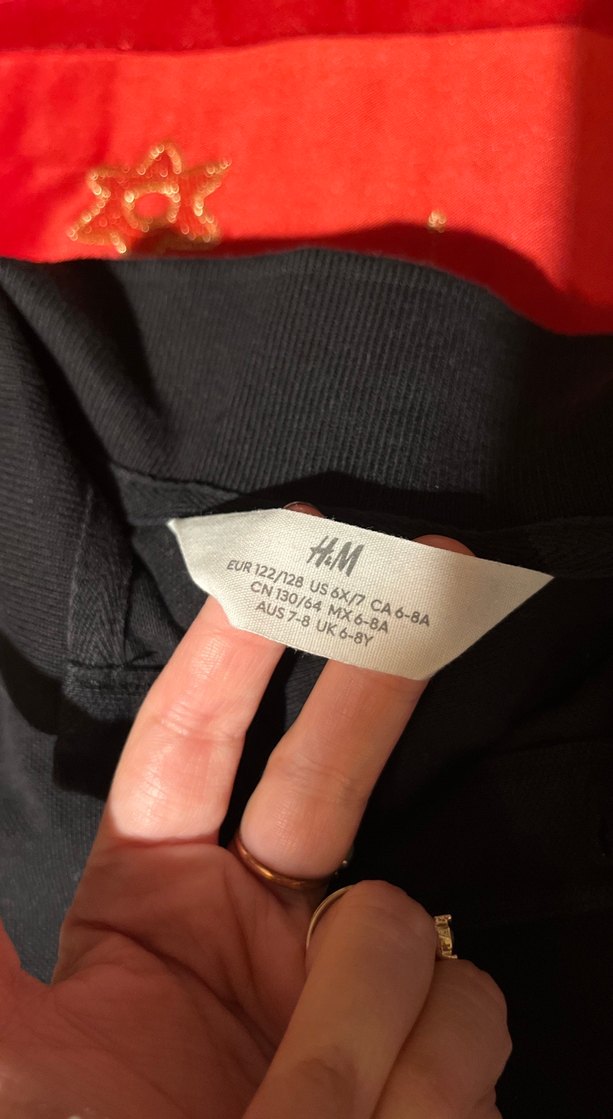 H&M
EUR 122/128 US 6X/7 CA 6-8A
CN 130/64 MX 6-8A
AUS 7-8 UK 6-8Y